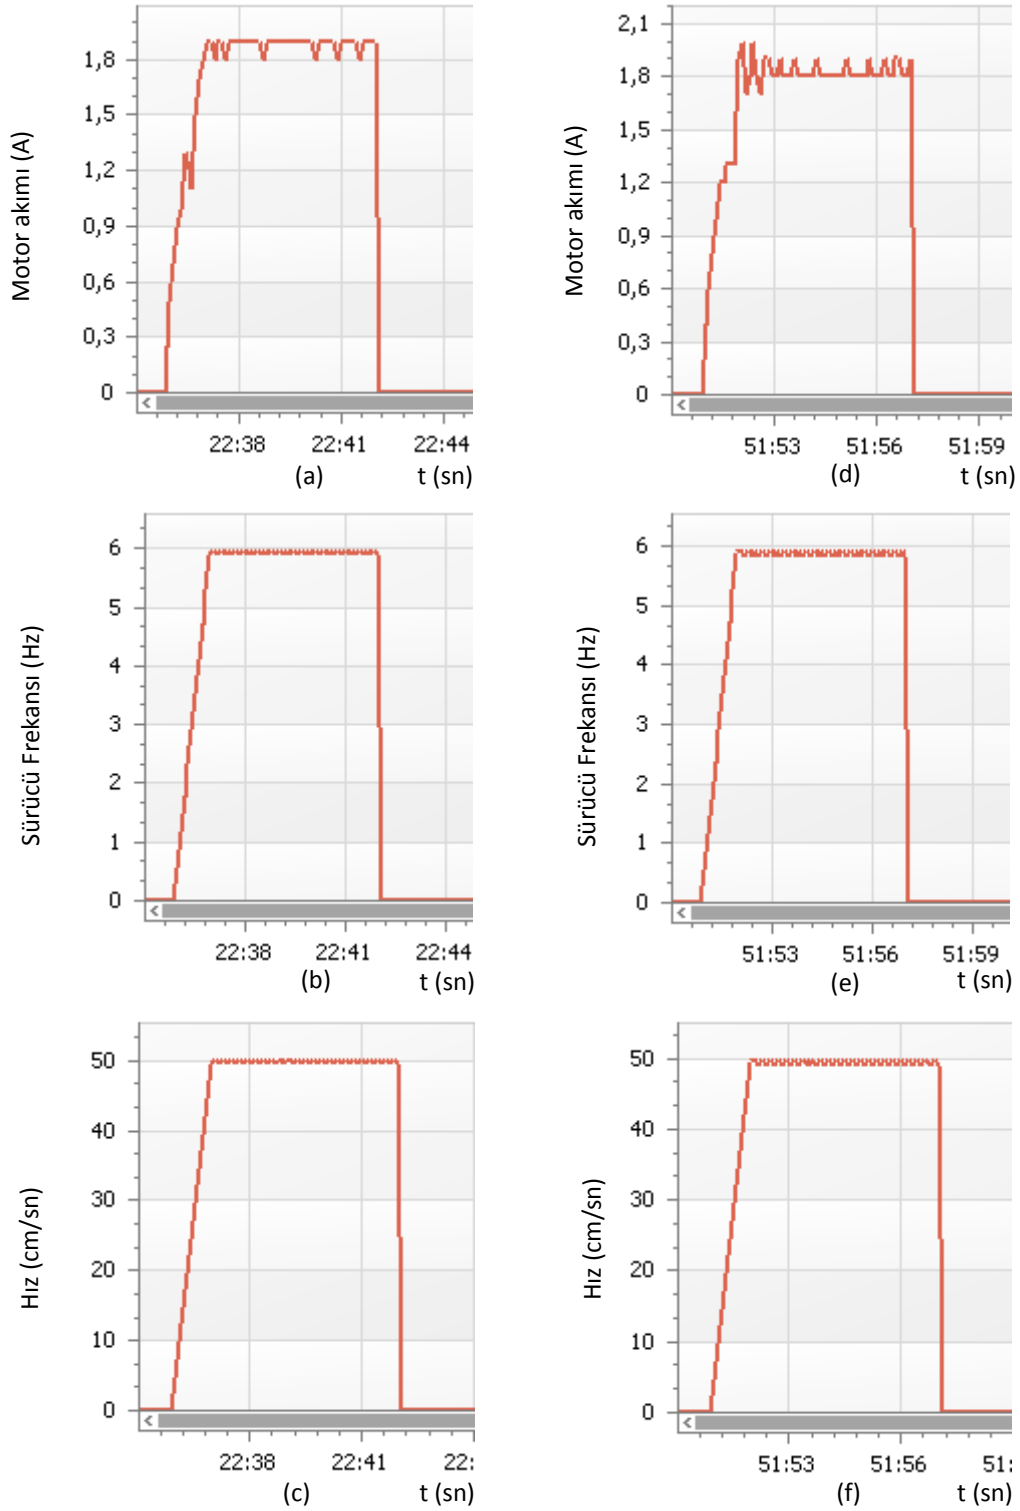 Motor akımı (A)
1,8
1,5
1,2
0,9
0,6
0,3
0
22:38 22:41 22:44
(a) t (sn)
Motor akımı (A)
2,1
1,8
1,5
1,2
0,9
0,6
0,3
0
51:53 51:56 51:59
(d) t (sn)
Sürücü Frekansı (Hz)
6
5
4
3
2
1
0
22:38 22:41 22:44
(b) t (sn)
Sürücü Frekansı (Hz)
6
5
4
3
2
1
0
51:53 51:56 51:59
(e) t (sn)
Hız (cm/sn)
50
40
30
20
10
0
22:38 22:41 22:
(c) t (sn)
Hız (cm/sn)
50
40
30
20
10
0
51:53 51:56 51:
(f) t (sn)